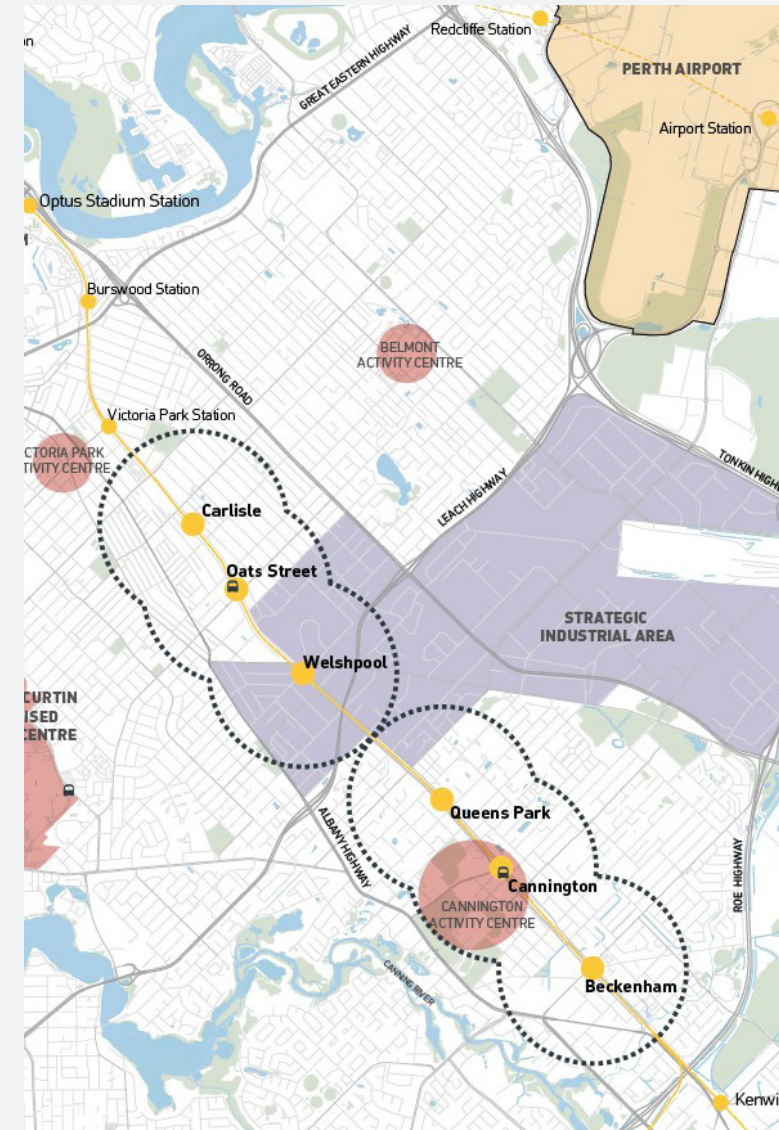 on
Redcliffe Station
GREAT EASTERN HIGHWAY
PERTH AIRPORT
Airport Station
Optus Stadium Station
Burswood Station
ORRONG ROAD
BELMONT
ACTIVITY CENTRE
Victoria Park Station
CTORIA PARK
TIVITY CENTRE
TONKIN HIGHW
LEACH HIGHWAY
Carlisle
Oats Street
STRATEGIC
INDUSTRIAL AREA
Welshpool
CURTIN
ISED
CENTRE
Queens Park
ALBANY HIGHWAY
ROE HIGHWAY
Cannington
CANNINGTON
ACTIVITY CENTRE
CANNING RIVER
Beckenham
Kenwi